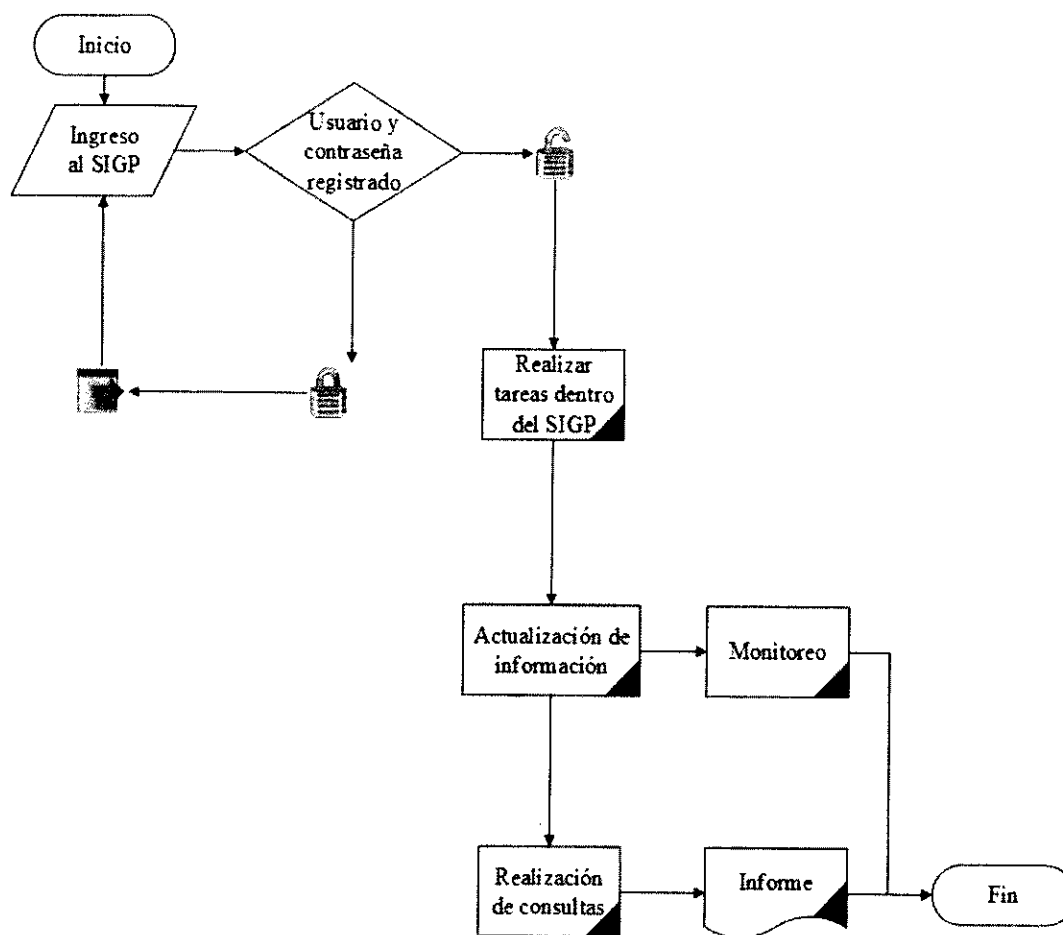 Inicio
Ingreso
al SIGP
Usuario y
contraseña
registrado
Realizar
tareas dentro
del SIGP
Actualización de
información
Monitoreo
Realización
de consultas
Informe
Fin